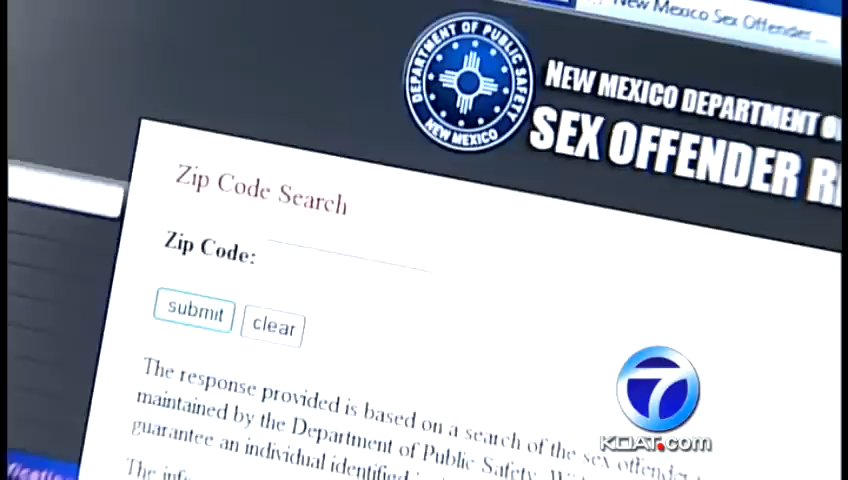 New Mexico Sex Offender ...
DEPARTMENT OF PUBLIC SAFETY
NEW MEXICO
NEW MEXICO DEPARTMENT
SEX OFFENDER
Zip Code Search
Zip Code:
submit
clear
The response provided is based on a search of the sex offender
maintained by the Department of Public Safety.
guarantee an individual identified
The
7
KOAT.com